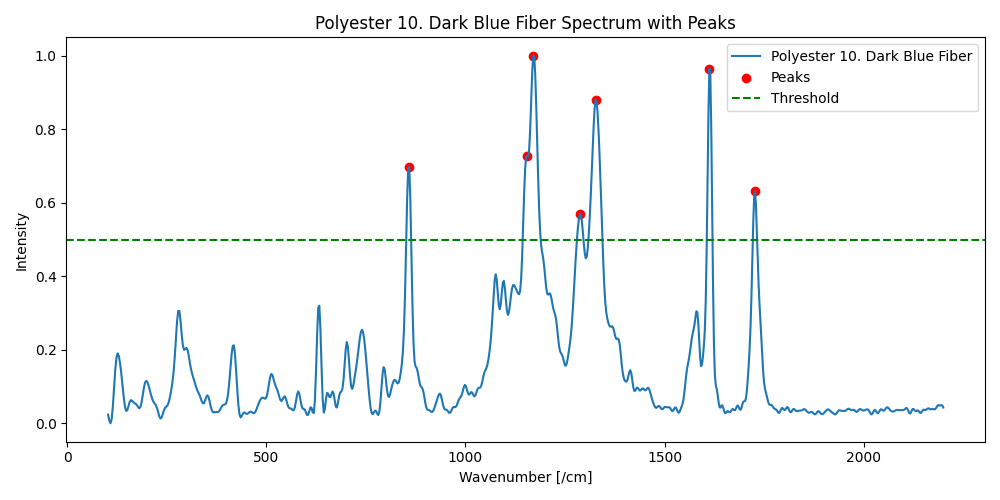 Polyester 10. Dark Blue Fiber Spectrum with Peaks
Polyester 10. Dark Blue Fiber
Peaks
Threshold
Intensity
1.0
0.8
0.6
0.4
0.2
0.0
0
500
1000
1500
2000
Wavenumber [/cm]